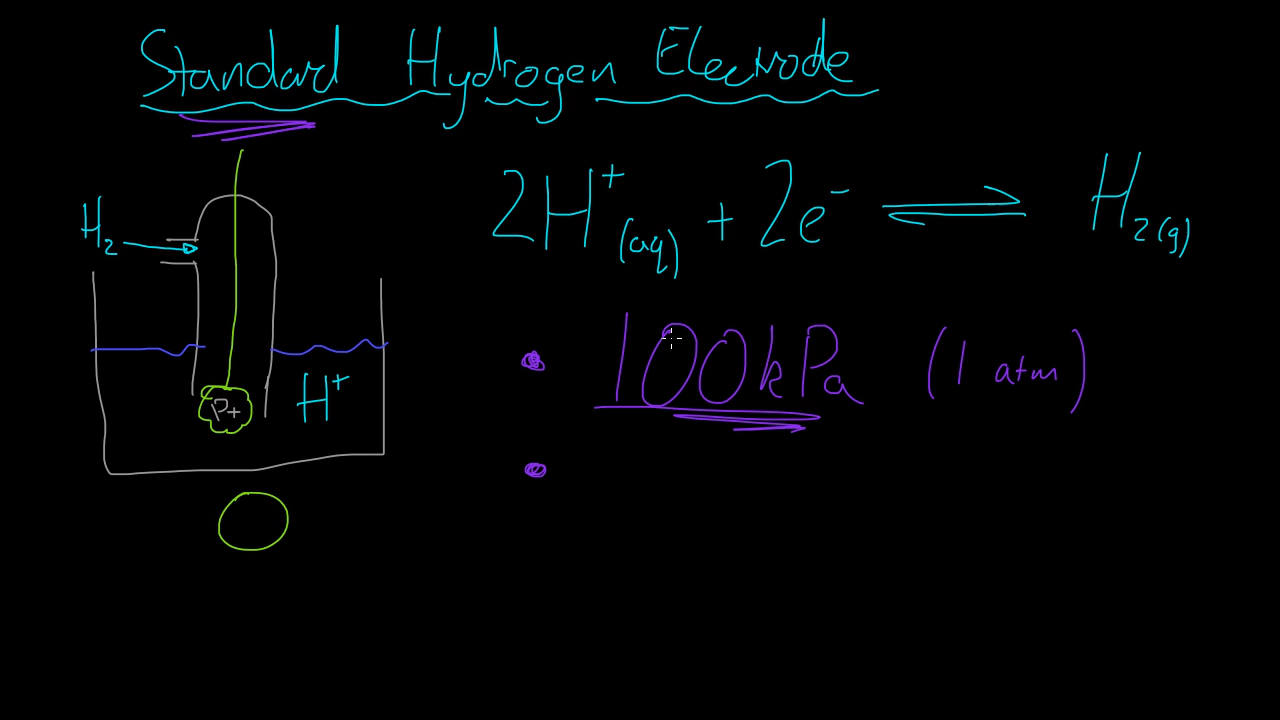 Standard Hydrogen Electrode
2H⁺(aq) + 2e⁻ ⇌ H₂(g)
H₂
100kPa (1 atm)
H⁺
Pt